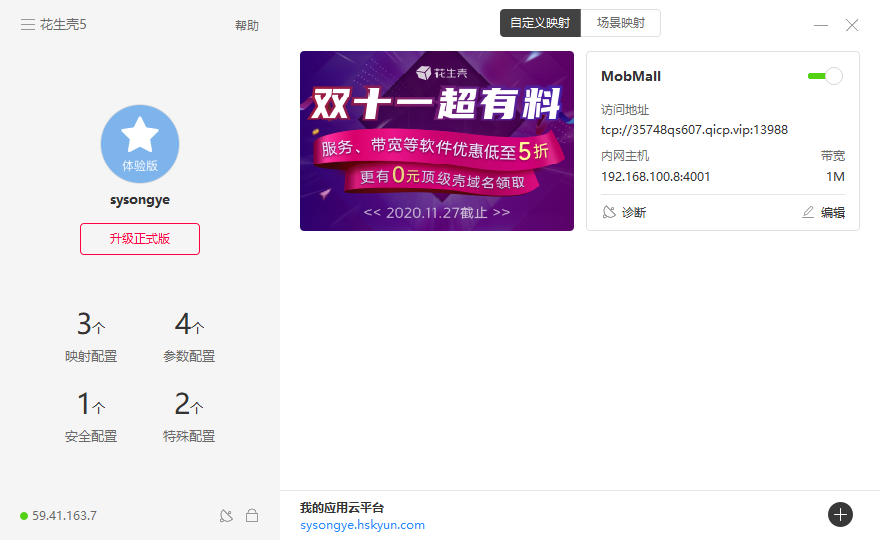 花生壳5
帮助
体验版
sysongye
升级正式版
3个
4个
映射配置
参数配置
1个
2个
安全配置
特殊配置
59.41.163.7
自定义映射
场景映射
花生壳
双十一超有料
服务、带宽等软件优惠低至5折
更有0元顶级壳域名领取
<< 2020.11.27截止 >>
MobMall
访问地址
tcp://35748qs607.qicp.vip:13988
内网主机
带宽
192.168.100.8:4001
1M
诊断
编辑
我的应用云平台
sysongye.hskyun.com